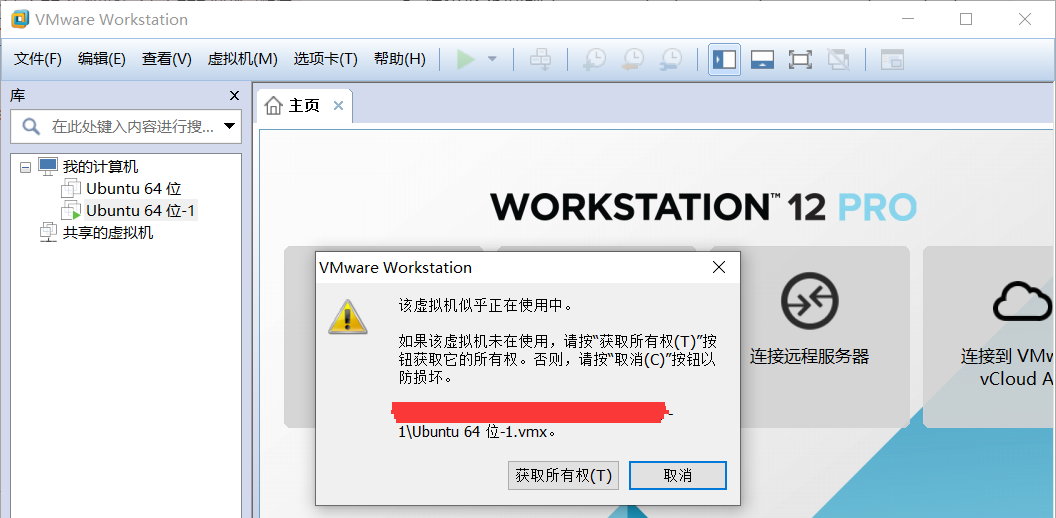 VMware Workstation
文件(F) 编辑(E) 查看(V) 虚拟机(M) 选项卡(T) 帮助(H)
库
主页
在此处键入内容进行搜...
我的计算机
Ubuntu 64 位
Ubuntu 64 位-1
共享的虚拟机
WORKSTATION™ 12 PRO
连接远程服务器
连接到 VMw
vCloud A
VMware Workstation
该虚拟机似乎正在使用中。
如果该虚拟机未在使用，请按“获取所有权(T)”按
钮获取它的所有权。否则，请按“取消(C)”按钮以
防损坏。
-
1\Ubuntu 64 位-1.vmx。
获取所有权(T) 取消